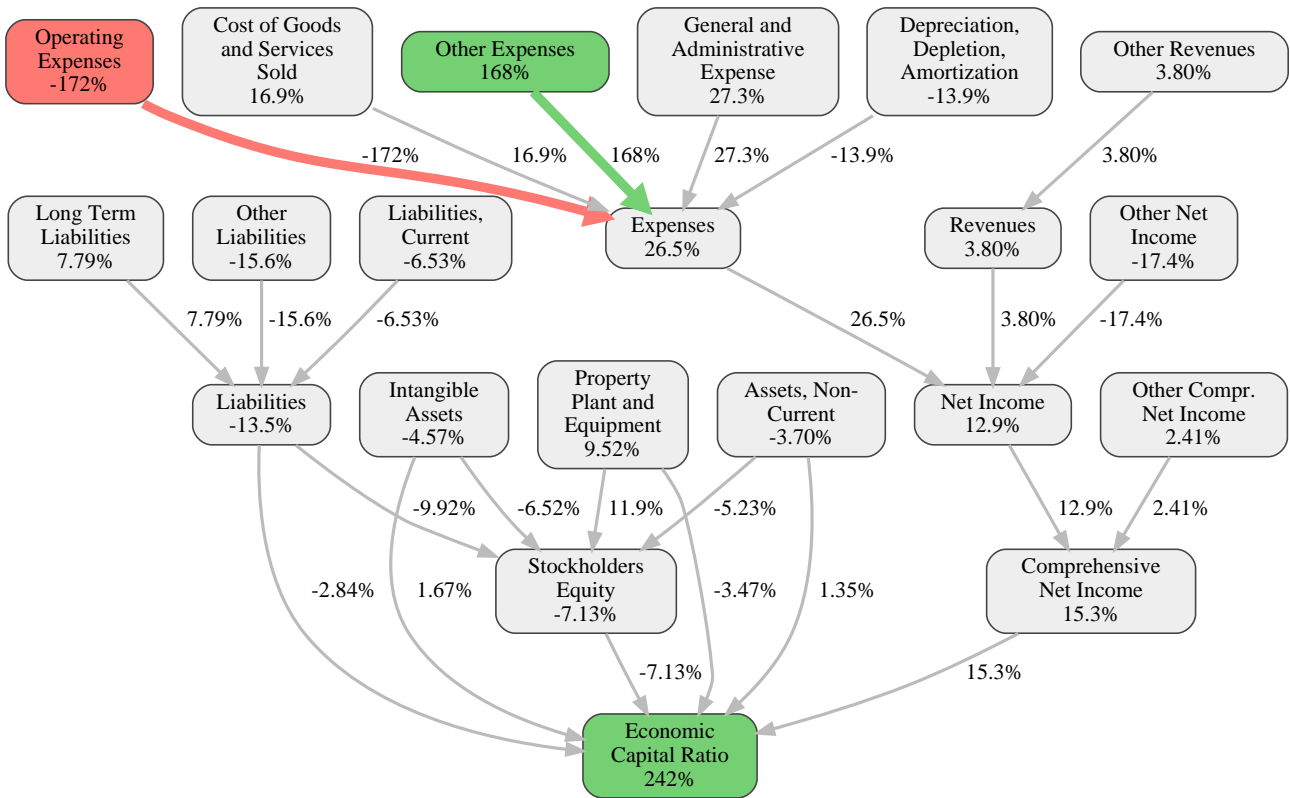 Operating
Expenses
-172%
Cost of Goods
and Services
Sold
16.9%
Other Expenses
168%
General and
Administrative
Expense
27.3%
Depreciation,
Depletion,
Amortization
-13.9%
Other Revenues
3.80%
-172%
16.9%
168%
27.3%
-13.9%
3.80%
Long Term
Liabilities
7.79%
Other
Liabilities
-15.6%
Liabilities,
Current
-6.53%
Expenses
26.5%
Revenues
3.80%
Other Net
Income
-17.4%
7.79%
-15.6%
-6.53%
26.5%
3.80%
-17.4%
Liabilities
-13.5%
Intangible
Assets
-4.57%
Property
Plant and
Equipment
9.52%
Assets, Non-
Current
-3.70%
Net Income
12.9%
Other Compr.
Net Income
2.41%
-9.92%
-6.52%
11.9%
-5.23%
12.9%
2.41%
Stockholders
Equity
-7.13%
Comprehensive
Net Income
15.3%
-2.84%
1.67%
-3.47%
1.35%
-7.13%
15.3%
Economic
Capital Ratio
242%